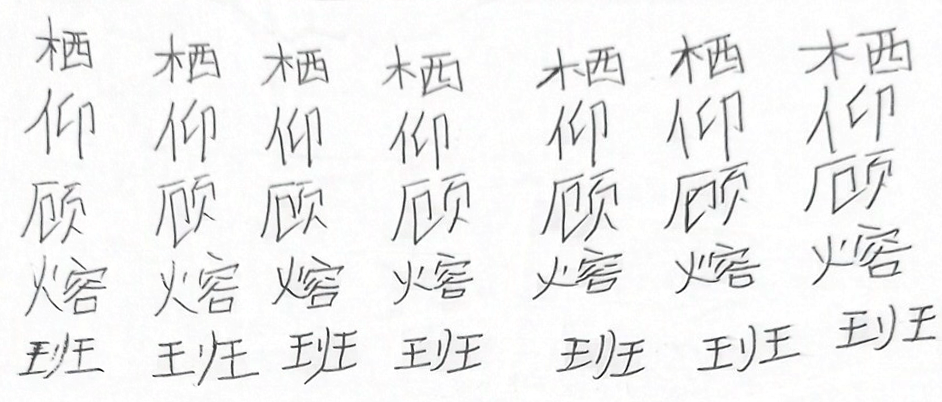 栖 栖 栖 栖 栖 栖 栖
仰 仰 仰 仰 仰 仰 仰
顾 顾 顾 顾 顾 顾 顾
熔 熔 熔 熔 熔 熔 熔
班 班 班 班 班 班 班